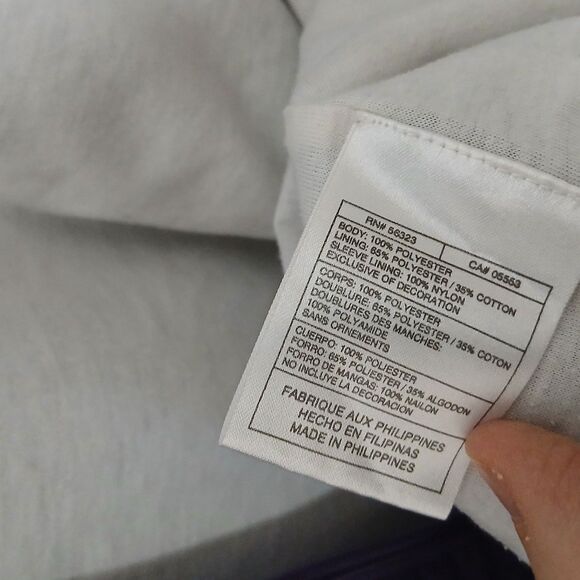 RN# 56323
CA# 05553
BODY: 100% POLYESTER
LINING: 65% POLYESTER / 35% COTTON
SLEEVE LINING: 100% NYLON
EXCLUSIVE OF DECORATION
CORPS: 100% POLYESTER
DOUBLURE: 65% POLYESTER / 35% COTON
DOUBLURES DES MANCHES:
100% POLYAMIDE
SANS ORNEMENTS
CUERPO: 100% POLIESTER
FORRO: 65% POLIESTER / 35% ALGODON
FORRO DE MANGAS: 100% NAILON
NO INCLUYE LA DECORACION
FABRIQUE AUX PHILIPPINES
HECHO EN FILIPINAS
MADE IN PHILIPPINES